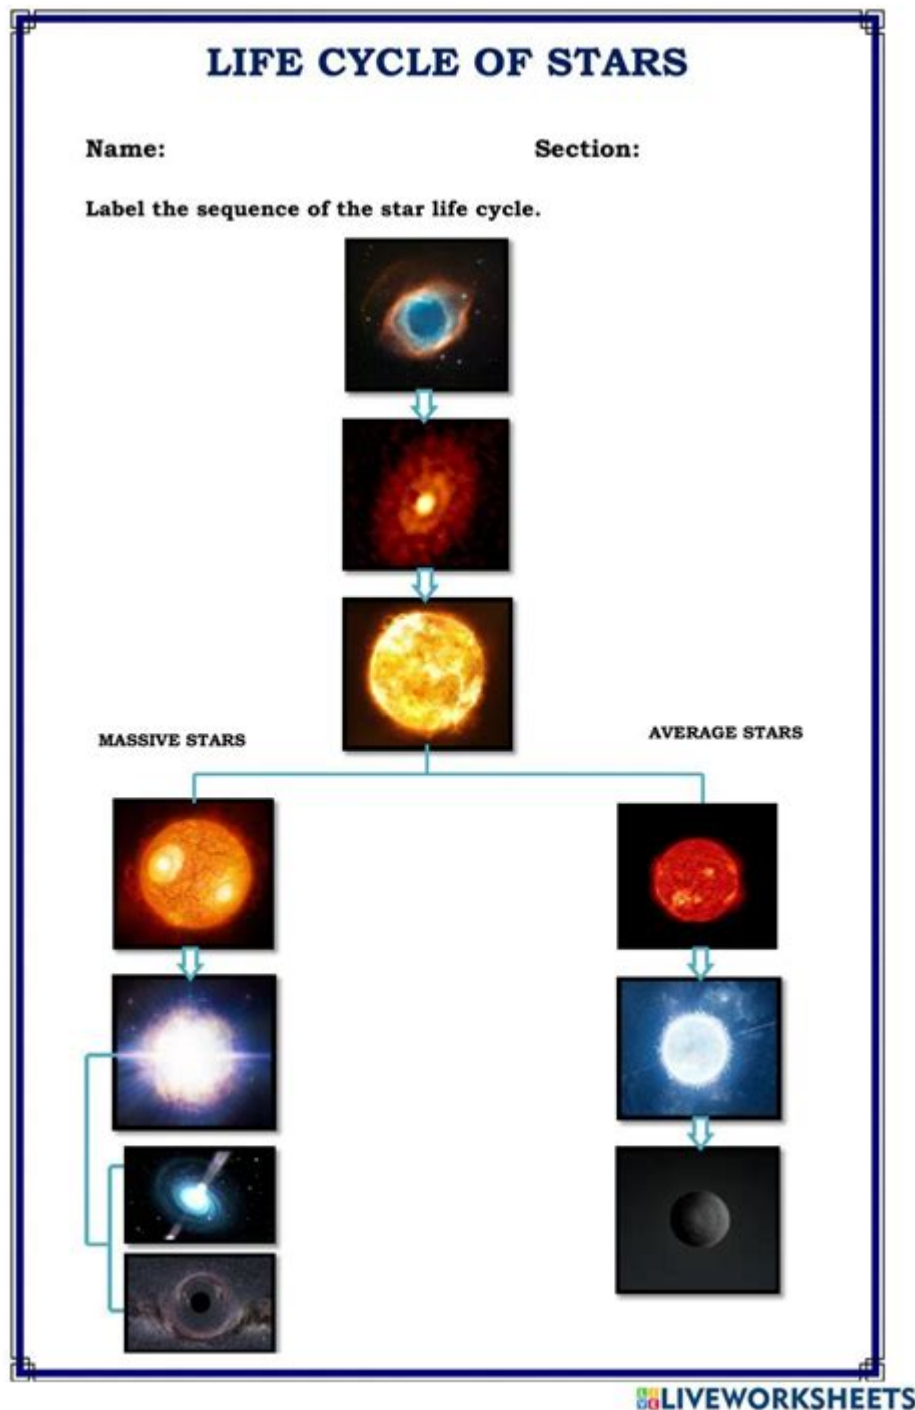 LIFE CYCLE OF STARS
Name: Section:
Label the sequence of the star life cycle.
MASSIVE STARS
AVERAGE STARS
LIVE LIVEWORKSHEETS